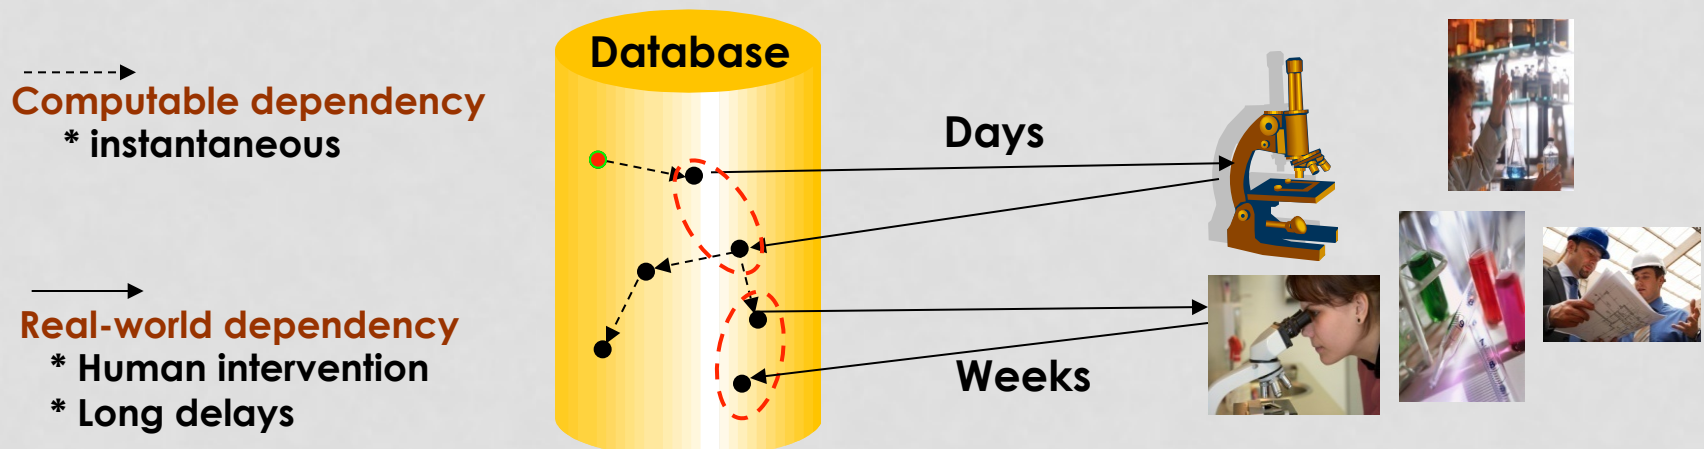 Database
Computable dependency
* instantaneous
Days
Real-world dependency
* Human intervention
* Long delays
Weeks